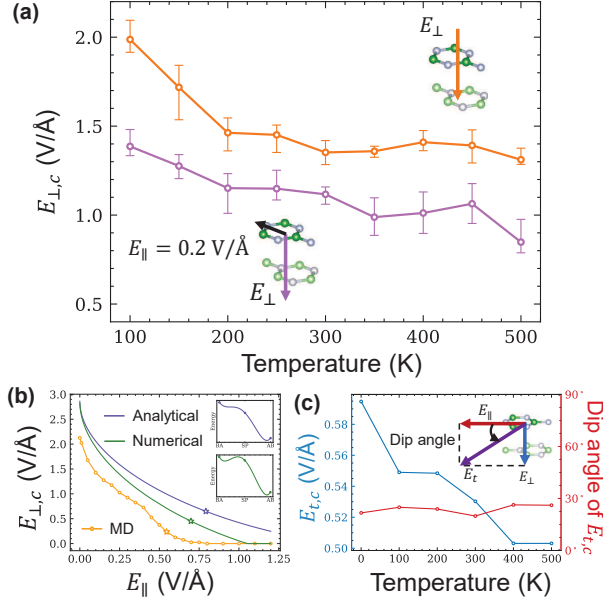 (a)
2.0
1.5
1.0
0.5
E⊥,c (V/Å)
E⊥
E∥ = 0.2 V/Å
E⊥
100 200 300 400 500
Temperature (K)
(b)
3.0
2.5
2.0
1.5
1.0
0.5
0.0
E⊥,c (V/Å)
Analytical
Numerical
MD
Energy
BA SP AB
Energy
BA SP AB
0.00 0.25 0.50 0.75 1.00 1.25
E∥ (V/Å)
(c)
0.58
0.56
0.54
0.52
0.50
Et,c (V/Å)
E∥
Dip angle
Et
E⊥
90°
60°
30°
0°
Dip angle of Et,c
0 100 200 300 400 500
Temperature (K)